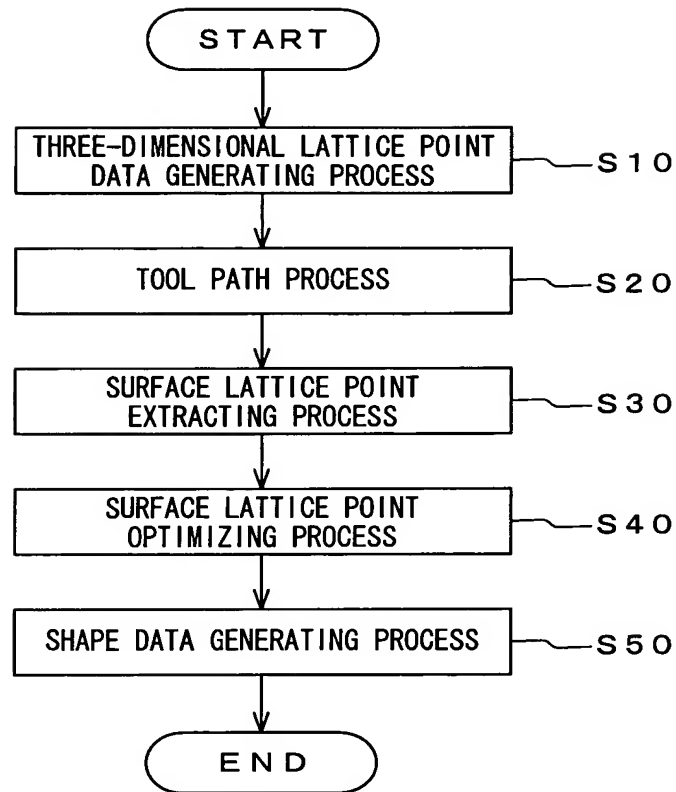 START
THREE-DIMENSIONAL LATTICE POINT
DATA GENERATING PROCESS
S10
TOOL PATH PROCESS
S20
SURFACE LATTICE POINT
EXTRACTING PROCESS
S30
SURFACE LATTICE POINT
OPTIMIZING PROCESS
S40
SHAPE DATA GENERATING PROCESS
S50
END